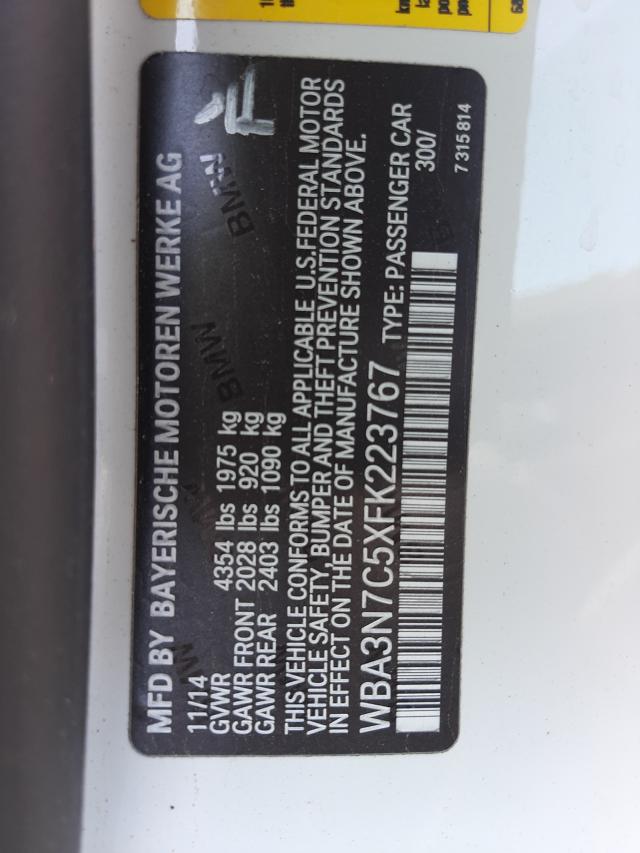 MFD BY BAYERISCHE MOTOREN WERKE AG
11/14
GVWR 4354 lbs 1975 kg
GAWR FRONT 2028 lbs 920 kg
GAWR REAR 2403 lbs 1090 kg
THIS VEHICLE CONFORMS TO ALL APPLICABLE U.S.FEDERAL MOTOR
VEHICLE SAFETY, BUMPER AND THEFT PREVENTION STANDARDS
IN EFFECT ON THE DATE OF MANUFACTURE SHOWN ABOVE.
WBA3N7C5XFK223767 TYPE: PASSENGER CAR
300/
7 315 814
BMW
BMW